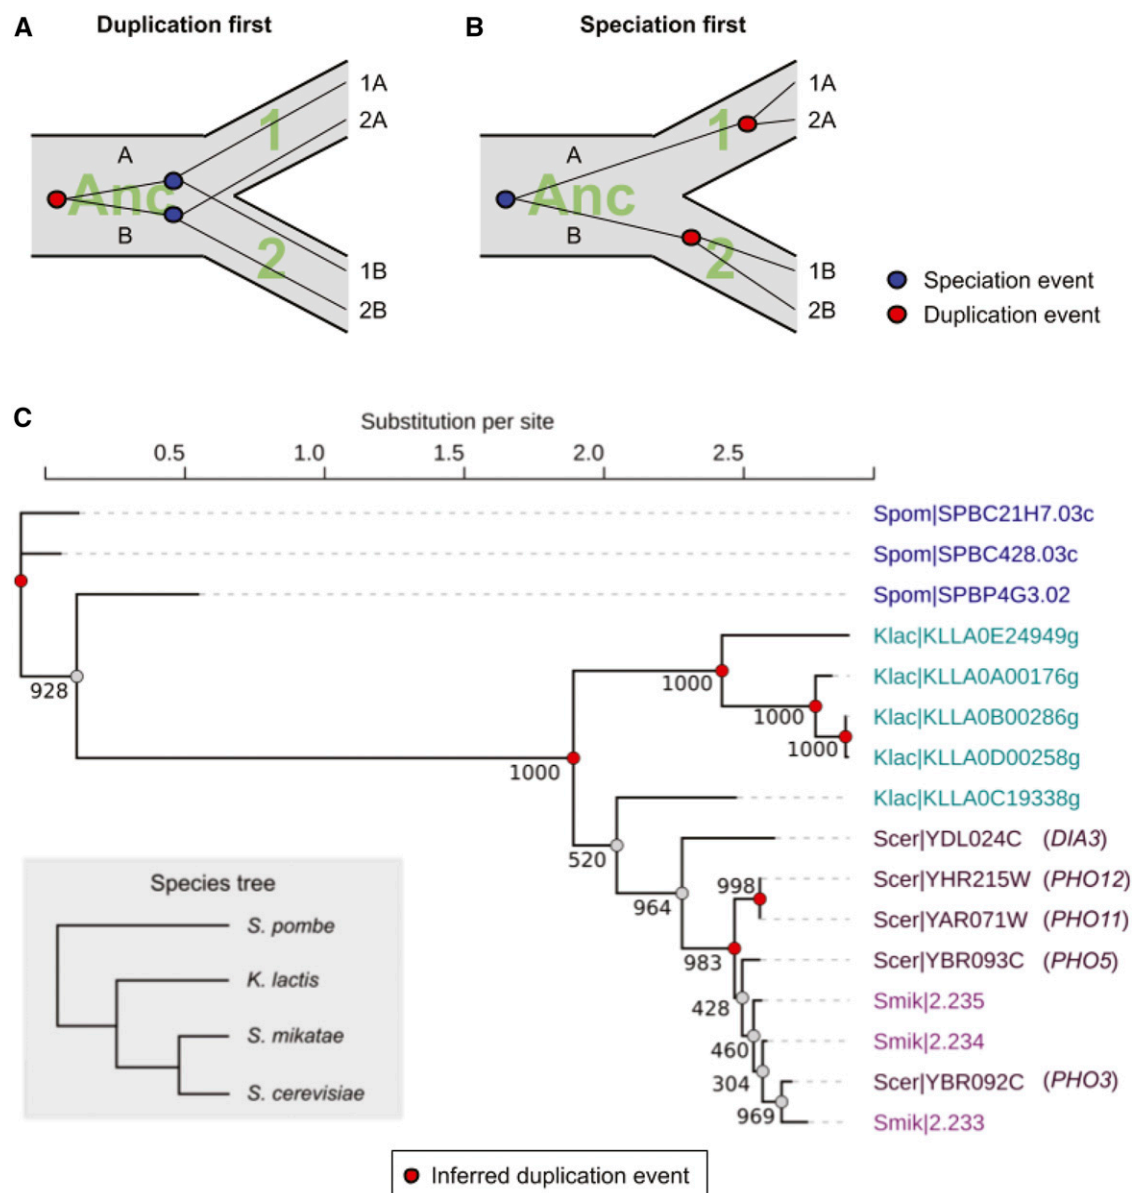 A Duplication first
B Speciation first
1A
2A
1B
2B
A
B
Anc
1
2
1A
2A
1B
2B
A
B
Anc
1
2
Speciation event
Duplication event
C
Substitution per site
0.5 1.0 1.5 2.0 2.5
Spom|SPBC21H7.03c
Spom|SPBC428.03c
Spom|SPBP4G3.02
Klac|KLLA0E24949g
Klac|KLLA0A00176g
Klac|KLLA0B00286g
Klac|KLLA0D00258g
Klac|KLLA0C19338g
Scer|YDL024C (DIA3)
Scer|YHR215W (PHO12)
Scer|YAR071W (PHO11)
Scer|YBR093C (PHO5)
Smik|2.235
Smik|2.234
Scer|YBR092C (PHO3)
Smik|2.233
928
1000
1000
1000
1000
520
964
998
983
428
460
304
969
Species tree
S. pombe
K. lactis
S. mikatae
S. cerevisiae
Inferred duplication event